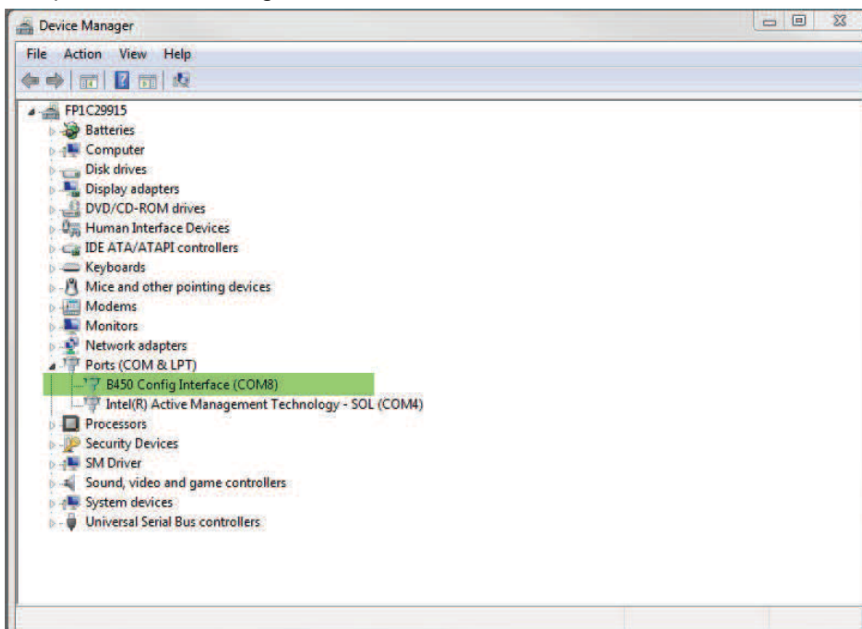 Device Manager
File Action View Help
FP1C29915
Batteries
Computer
Disk drives
Display adapters
DVD/CD-ROM drives
Human Interface Devices
IDE ATA/ATAPI controllers
Keyboards
Mice and other pointing devices
Modems
Monitors
Network adapters
Ports (COM & LPT)
B450 Config Interface (COM8)
Intel(R) Active Management Technology - SOL (COM4)
Processors
Security Devices
SM Driver
Sound, video and game controllers
System devices
Universal Serial Bus controllers